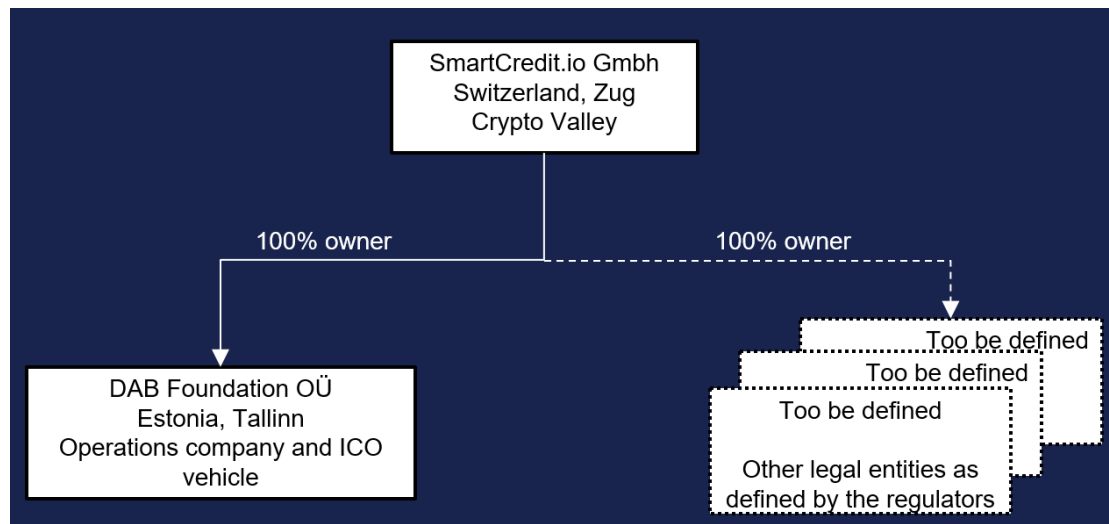 SmartCredit.io Gmbh
Switzerland, Zug
Crypto Valley
100% owner
100% owner
DAB Foundation OÜ
Estonia, Tallinn
Operations company and ICO
vehicle
Too be defined
Too be defined
Too be defined
Other legal entities as
defined by the regulators